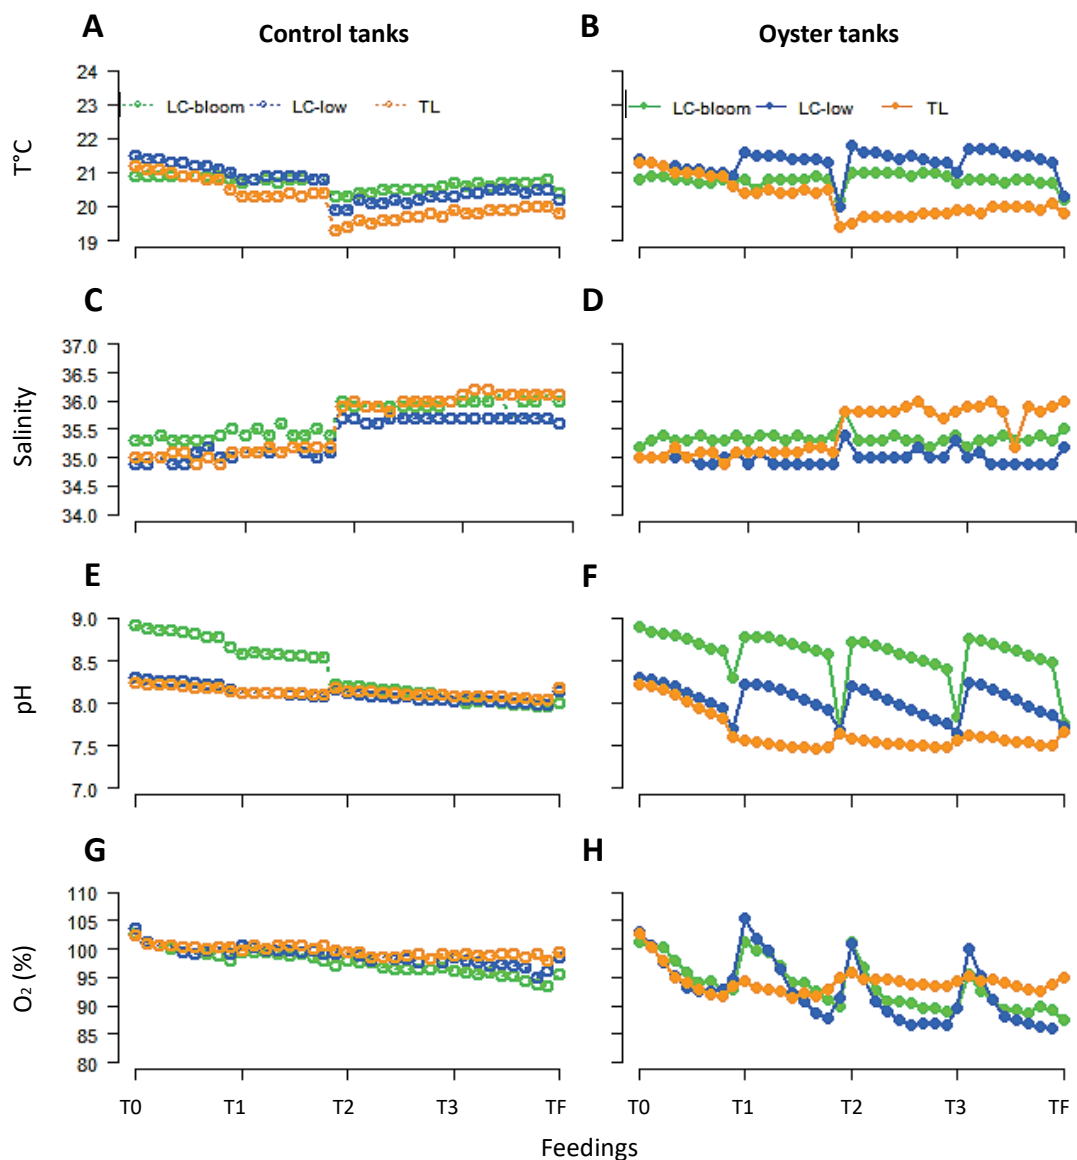 A Control tanks B Oyster tanks
24 23 22 21 20 19
T°C
LC-bloom LC-low TL
LC-bloom LC-low TL
C D
37.0 36.5 36.0 35.5 35.0 34.5 34.0
Salinity
E F
9.0 8.5 8.0 7.5 7.0
pH
G H
110 105 100 95 90 85 80
O₂ (%)
T0 T1 T2 T3 TF T0 T1 T2 T3 TF
Feedings